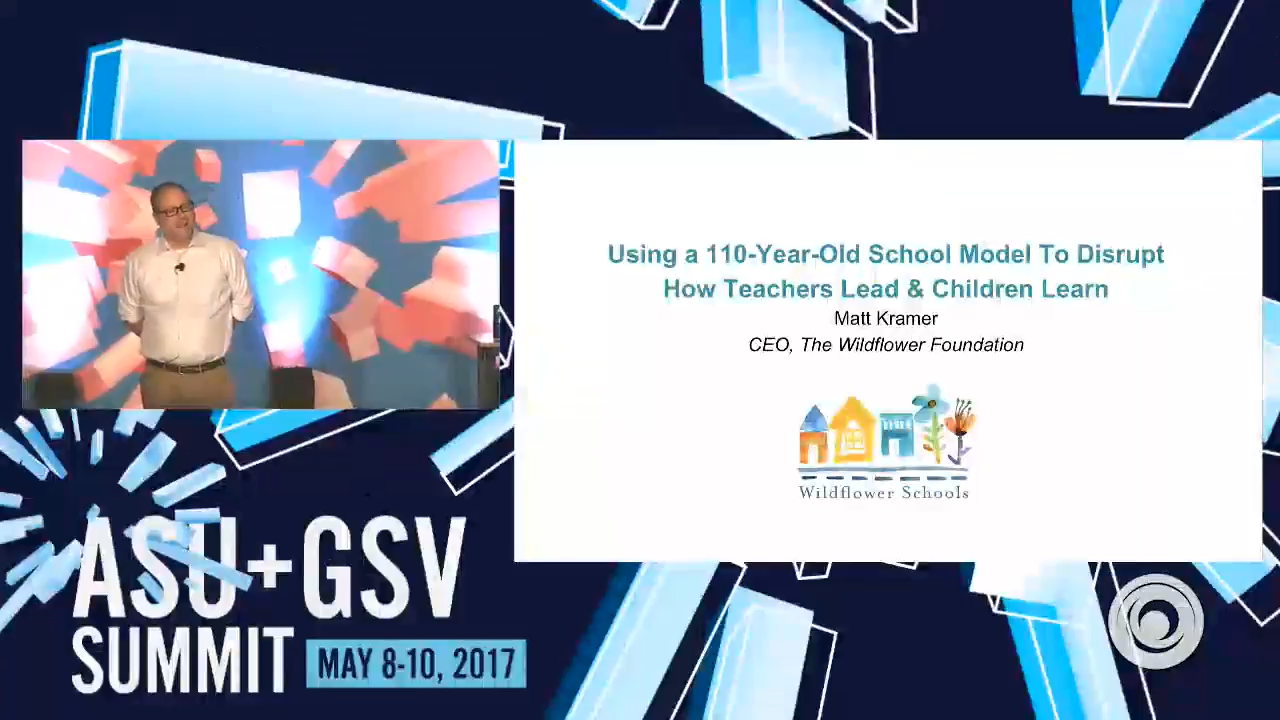 Using a 110-Year-Old School Model To Disrupt
How Teachers Lead & Children Learn
Matt Kramer
CEO, The Wildflower Foundation
Wildflower Schools
ASU+GSV
SUMMIT MAY 8-10, 2017